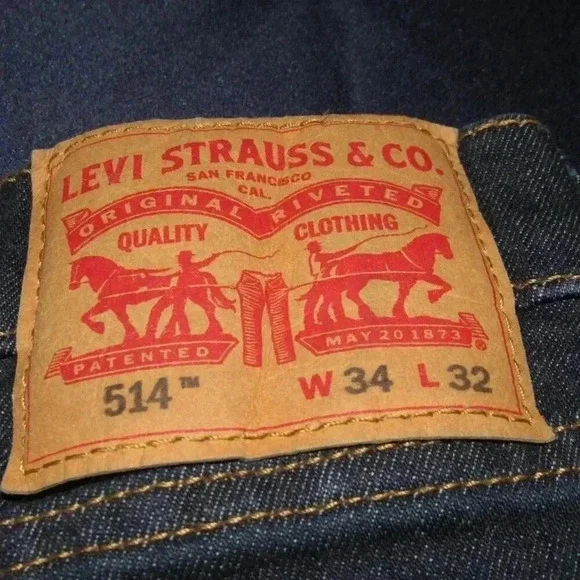 LEVI STRAUSS & CO.
SAN FRANCISCO
CAL.
ORIGINAL RIVETED
QUALITY CLOTHING
PATENTED MAY 20 1873 ®
514™ W 34 L 32